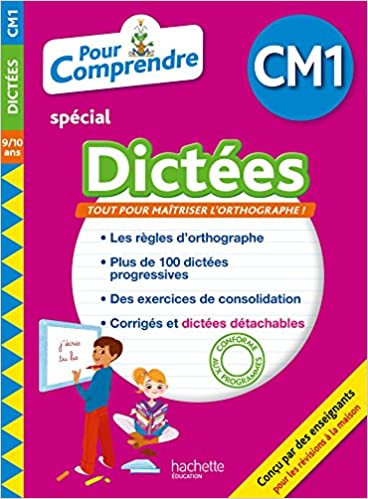 CM1
DICTÉES
9/10
ans
Pour
Comprendre
CM1
spécial
Dictées
TOUT POUR MAÎTRISER L'ORTHOGRAPHE !
• Les règles d'orthographe
• Plus de 100 dictées
progressives
• Des exercices de consolidation
• Corrigés et dictées détachables
CONFORME
AUX PROGRAMMES
j'écris
tu lis
Conçu par des enseignants
pour les révisions à la maison
hachette
ÉDUCATION